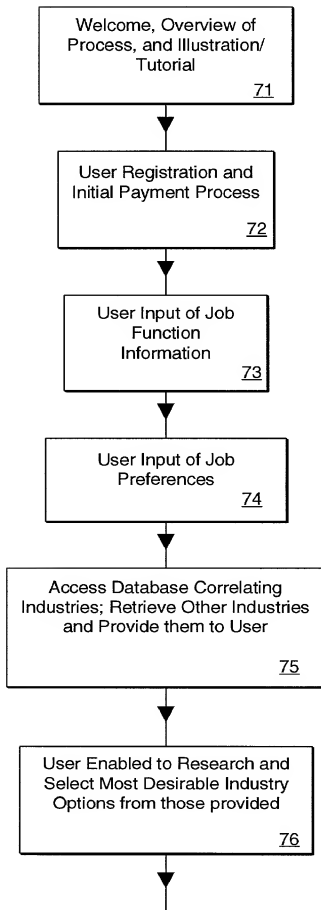 Welcome, Overview of
Process, and Illustration/
Tutorial
71
User Registration and
Initial Payment Process
72
User Input of Job
Function
Information
73
User Input of Job
Preferences
74
Access Database Correlating
Industries; Retrieve Other Industries
and Provide them to User
75
User Enabled to Research and
Select Most Desirable Industry
Options from those provided
76